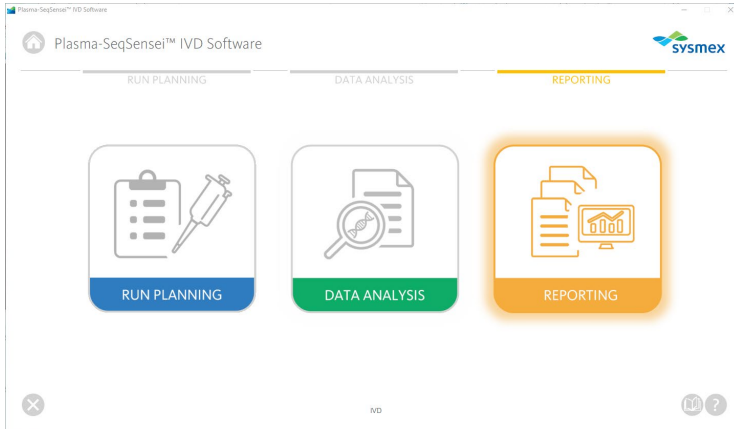 Plasma-SeqSensei™ IVD Software
Plasma-SeqSensei™ IVD Software
sysmex
RUN PLANNING DATA ANALYSIS REPORTING
RUN PLANNING DATA ANALYSIS REPORTING
IVD
?